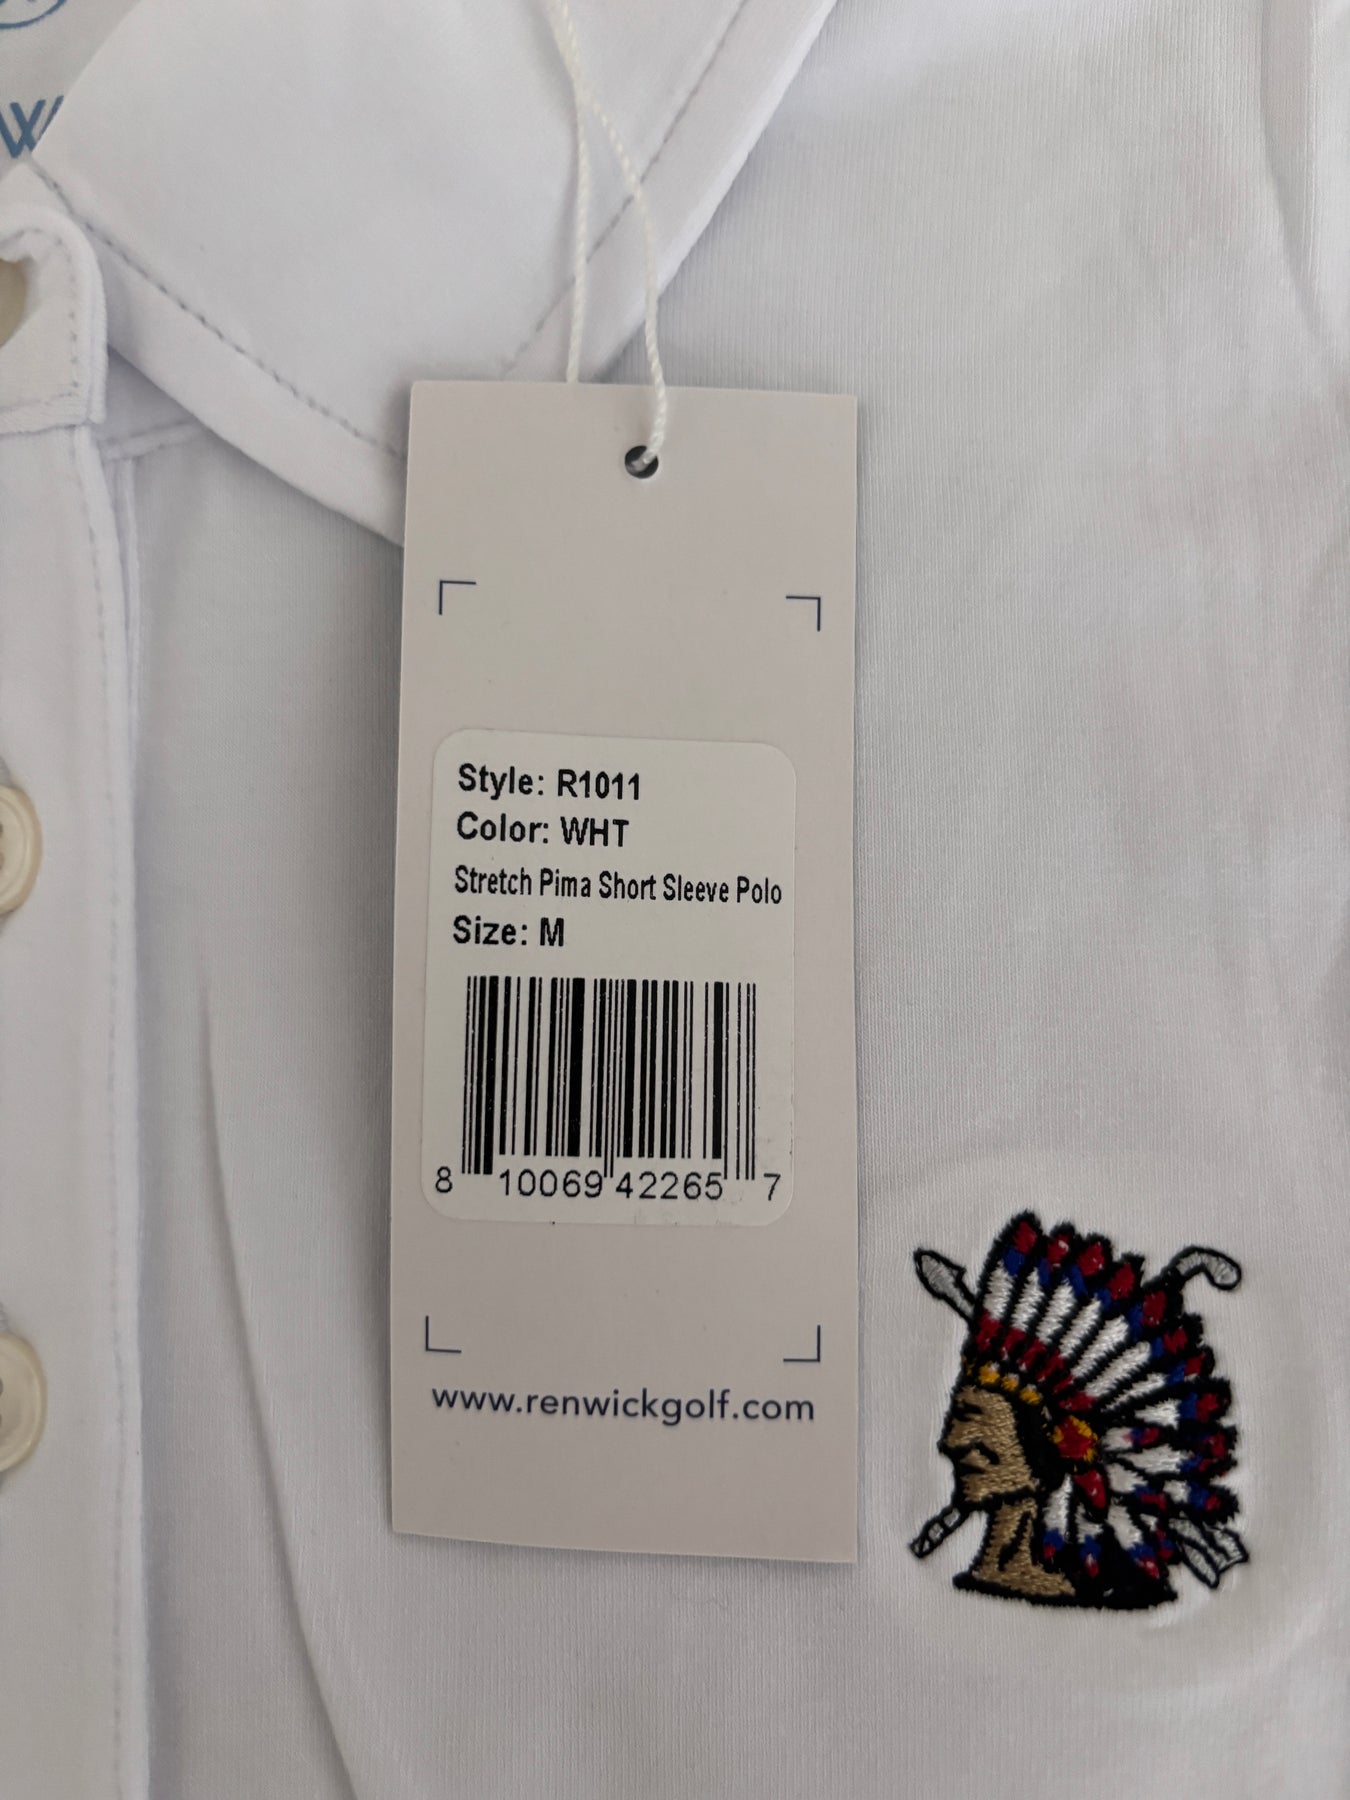 W
Style: R1011
Color: WHT
Stretch Pima Short Sleeve Polo
Size: M
8 10069 42265 7
www.renwickgolf.com